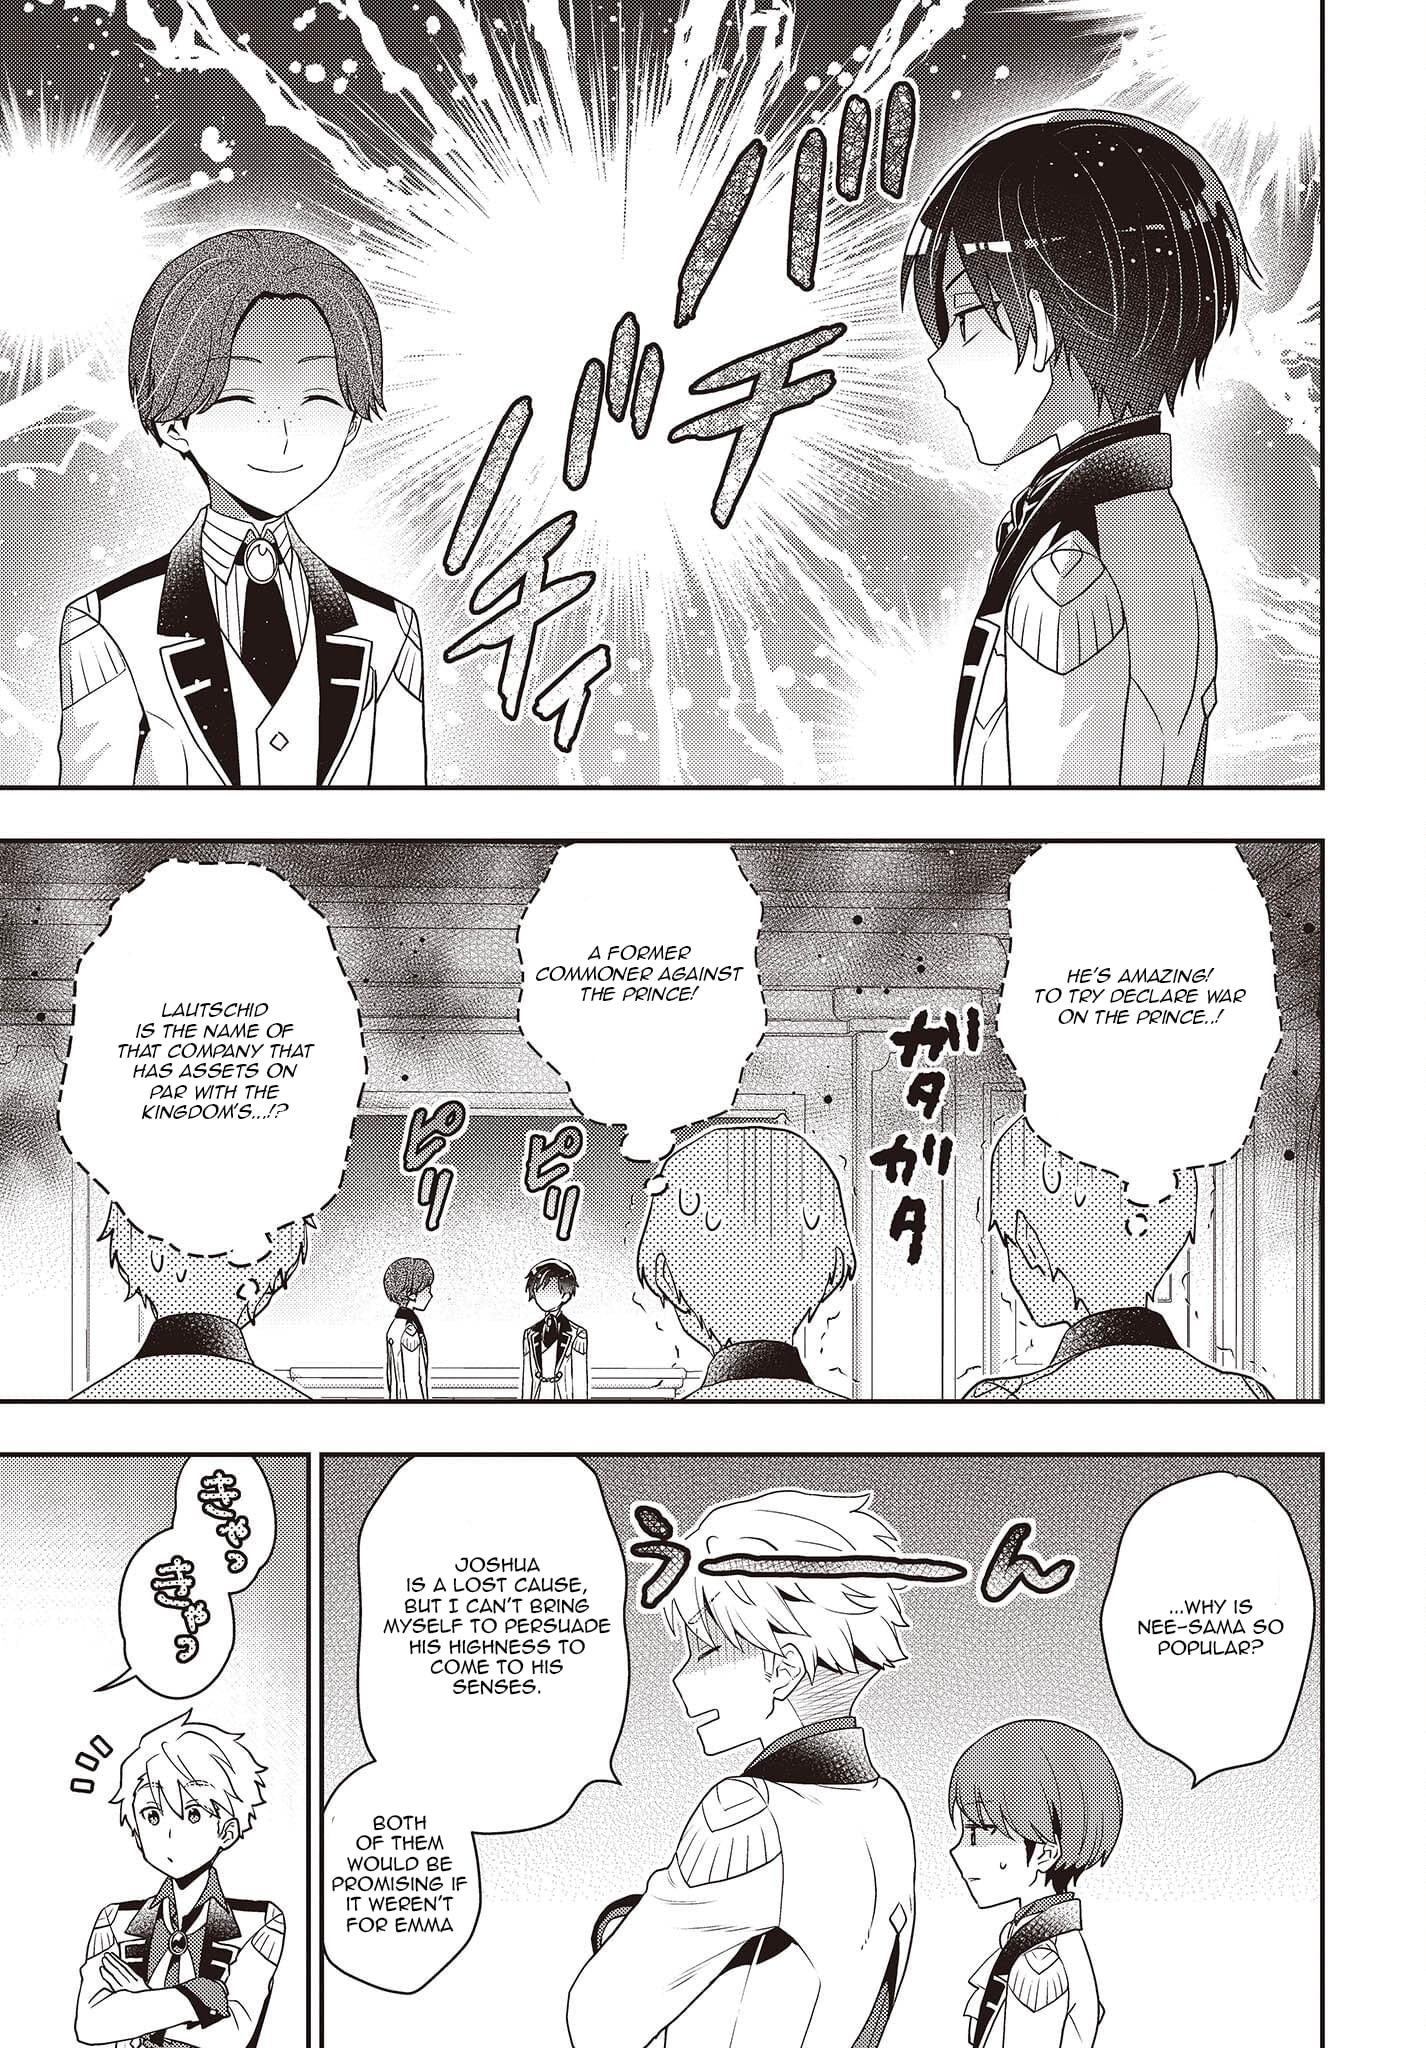 バチバチ
バチィ
HE'S AMAZING!
TO TRY DECLARE WAR
ON THE PRINCE..!
A FORMER
COMMONER AGAINST
THE PRINCE!
LAUTSCHID
IS THE NAME OF
THAT COMPANY THAT
HAS ASSETS ON
PAR WITH THE
KINGDOM'S...!?
ガタガタ
ピリ
ピリ
...WHY IS
NEE-SAMA SO
POPULAR?
うーん
JOSHUA
IS A LOST CAUSE,
BUT I CAN'T BRING
MYSELF TO PERSUADE
HIS HIGHNESS TO
COME TO HIS
SENSES.
BOTH
OF THEM
WOULD BE
PROMISING IF
IT WEREN'T
FOR EMMA
きゃっ
きゃっ